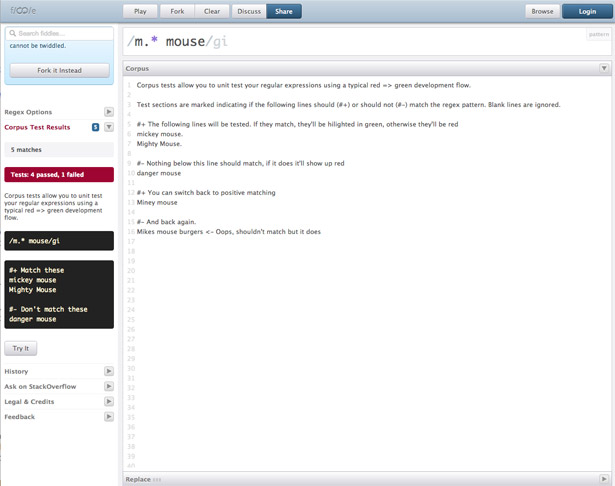 Play
Fork
Clear
Discuss
Share
Browse
Login
Search fiddles...
cannot be twiddled.
Fork it Instead
Regex Options
Corpus Test Results 5
5 matches
Tests: 4 passed, 1 failed
Corpus tests allow you to unit test
your regular expressions using a
typical red => green development
flow.
/m.* mouse/gi
#+ Match these
mickey mouse
Mighty Mouse
#- Don't match these
danger mouse
Try It
History
Ask on StackOverflow
Legal & Credits
Feedback
/m.* mouse/gi
pattern
Corpus
1 Corpus tests allow you to unit test your regular expressions using a typical red => green development flow.
2
3 Test sections are marked indicating if the following lines should (#+) or should not (#-) match the regex pattern. Blank lines are ignored.
4
5 #+ The following lines will be tested. If they match, they'll be hilighted in green, otherwise they'll be red
6 mickey mouse.
7 Mighty Mouse.
8
9 #- Nothing below this line should match, if it does it'll show up red
10 danger mouse
11
12 #+ You can switch back to positive matching
13 Miney mouse
14
15 #- And back again.
16 Mikes mouse burgers <- Oops, shouldn't match but it does
17
18
19
20
21
22
23
24
25
26
27
28
29
30
31
32
33
34
35
36
37
38
39
40
Replace